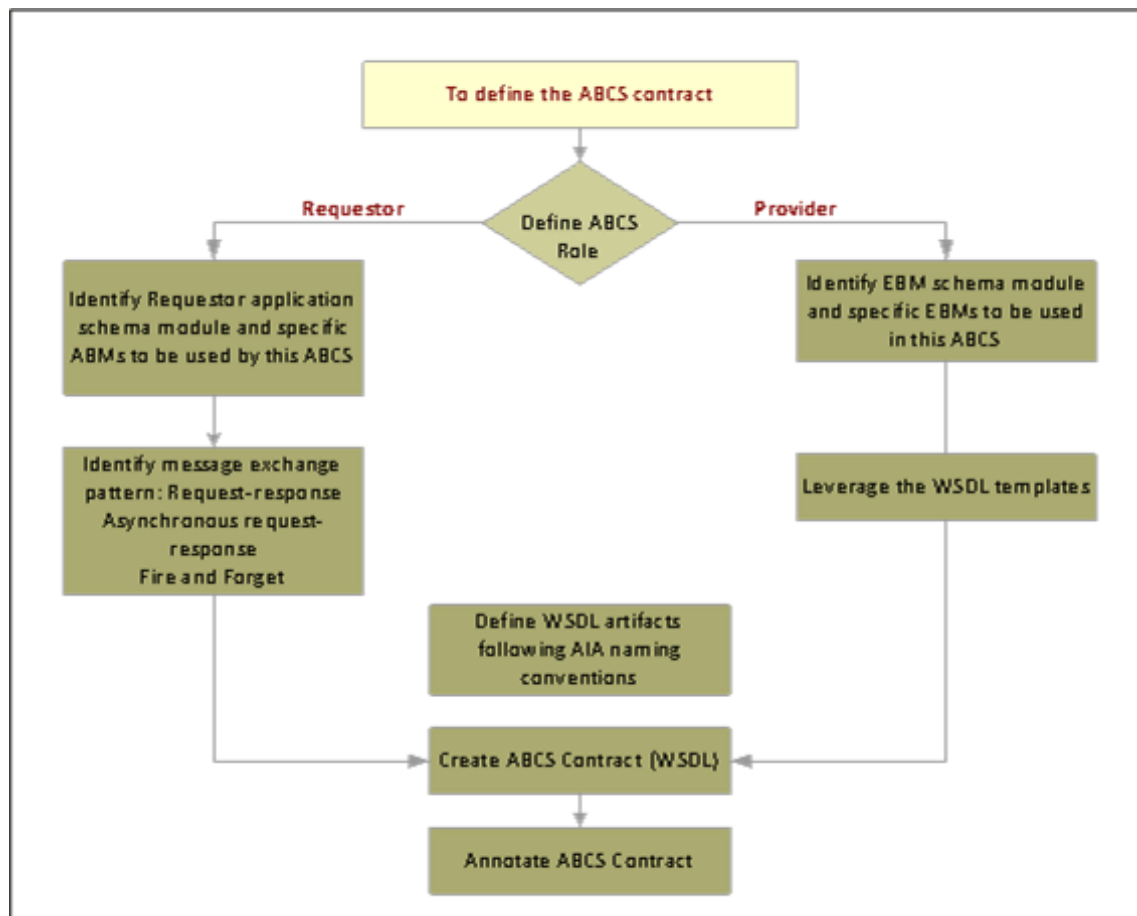 To define the ABCS contract
Requestor
Provider
Define ABCS
Role
Identify Requestor application
schema module and specific
ABMs to be used by this ABCS
Identify EBM schema module
and specific EBMs to be used
in this ABCS
Identify message exchange
pattern: Request-response
Asynchronous request-
response
Fire and Forget
Leverage the WSDL templates
Define WSDL artifacts
following AIA naming
conventions
Create ABCS Contract (WSDL)
Annotate ABCS Contract